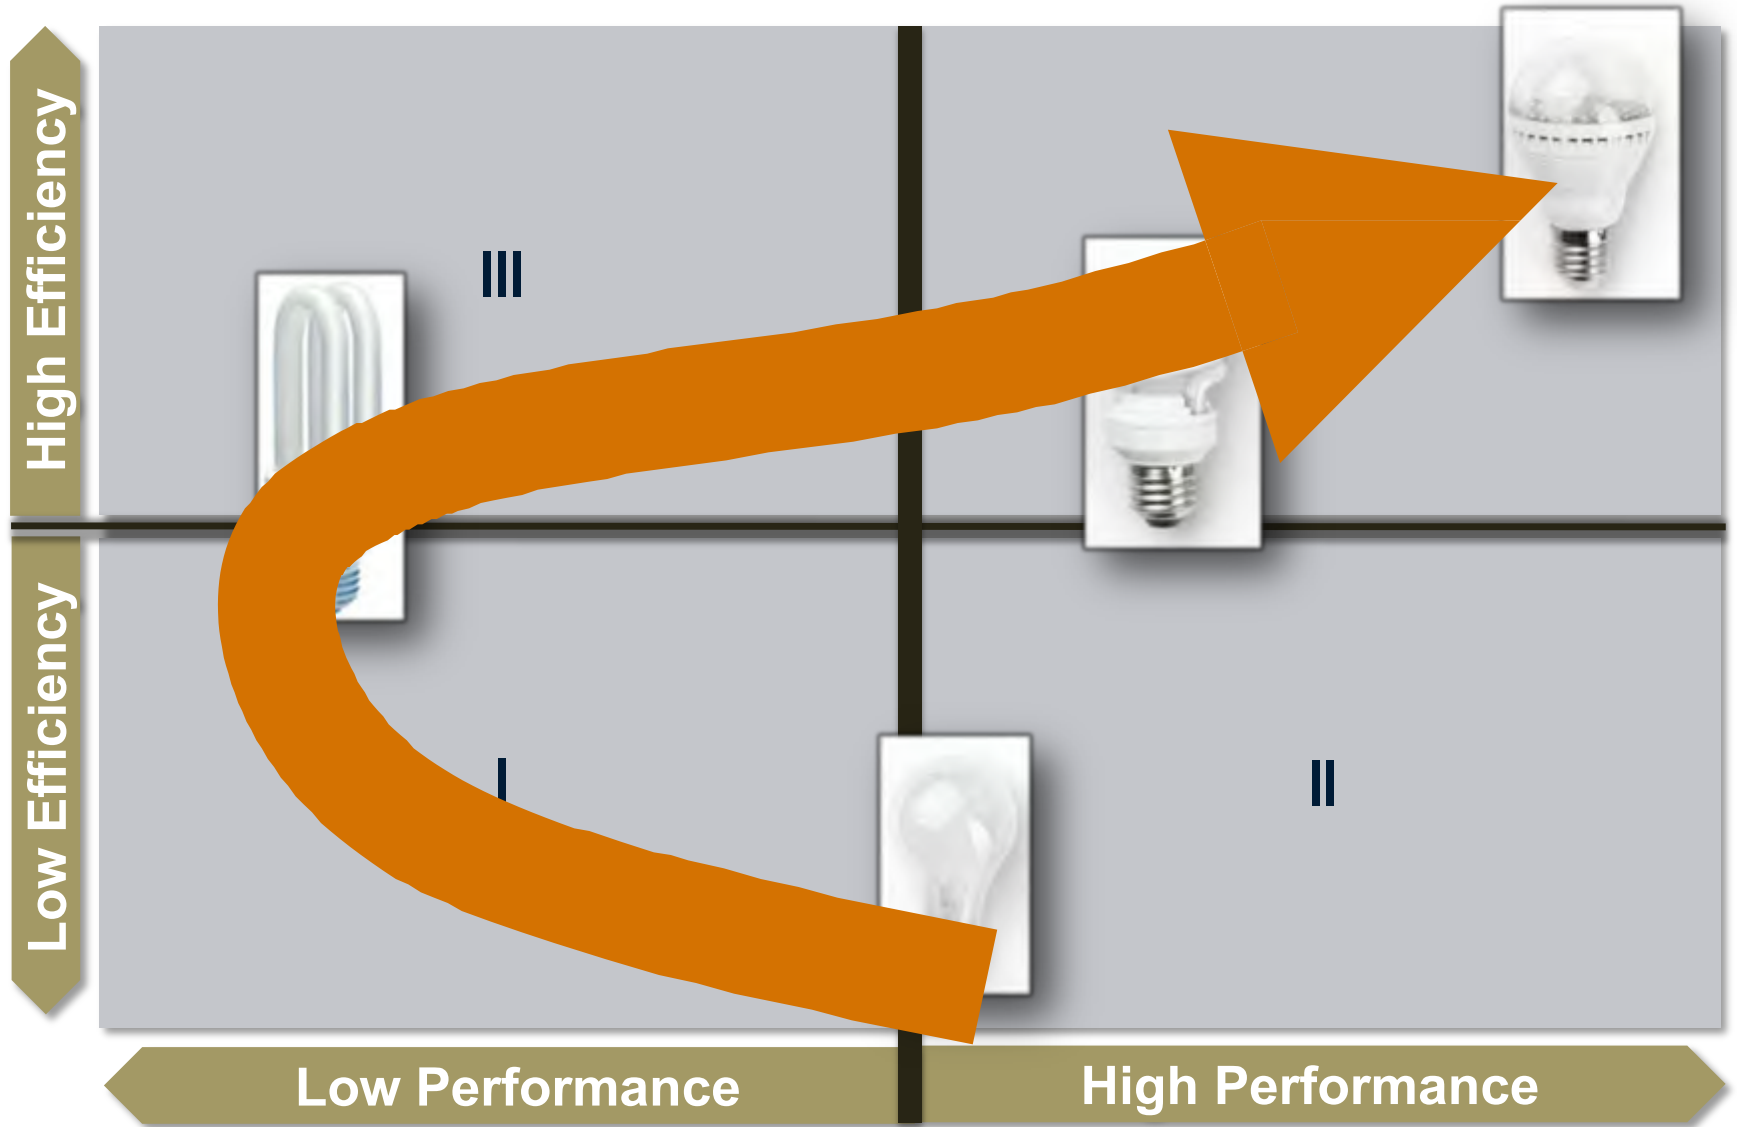 High Efficiency
III
Low Efficiency
I
II
Low Performance
High Performance